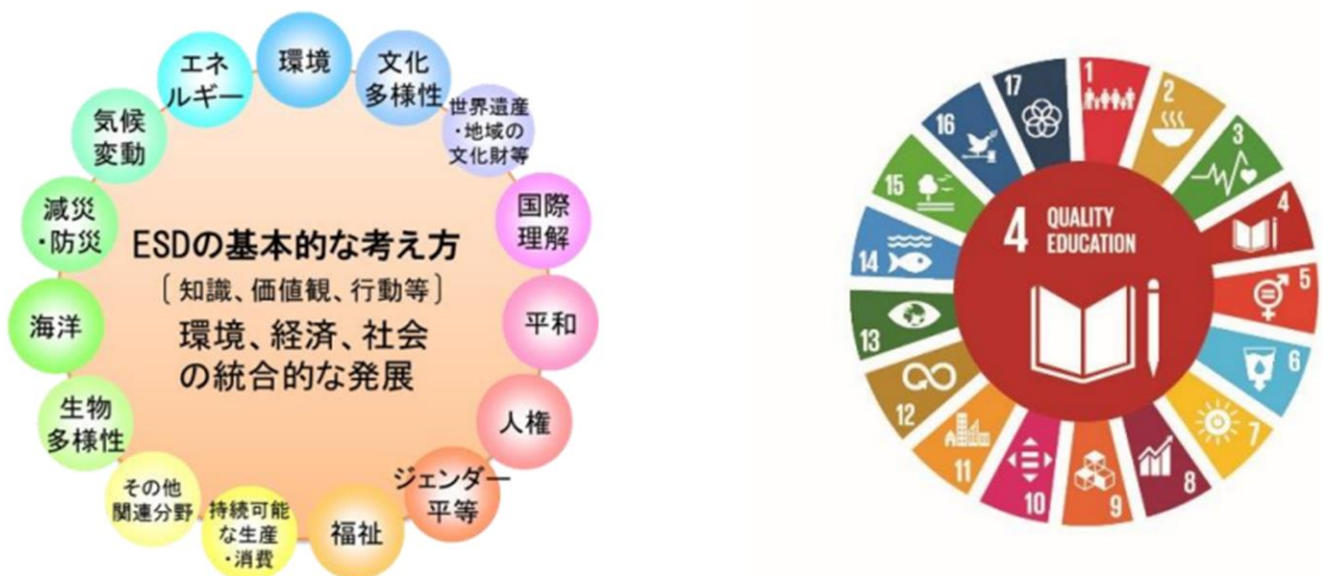 環境
文化
多様性
世界遺産
・地域の
文化財等
国際
理解
平和
人権
ジェンダー
平等
福祉
持続可能
な生産
・消費
その他
関連分野
生物
多様性
海洋
減災
・防災
気候
変動
エネ
ルギー
ESDの基本的な考え方
[知識、価値観、行動等]
環境、経済、社会
の統合的な発展
1
2
3
4
5
6
7
8
9
10
11
12
13
14
15
16
17
4 QUALITY
EDUCATION